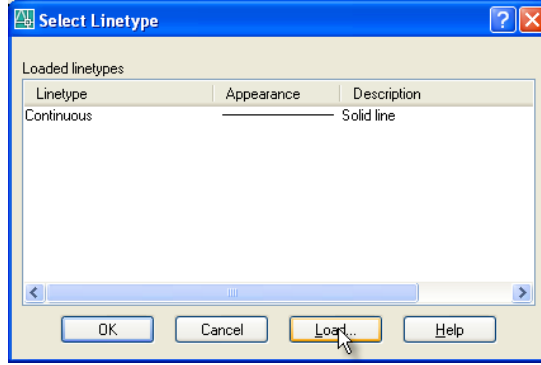 Select Linetype
Loaded linetypes
Linetype Appearance Description
Continuous Solid line
OK Cancel Load... Help